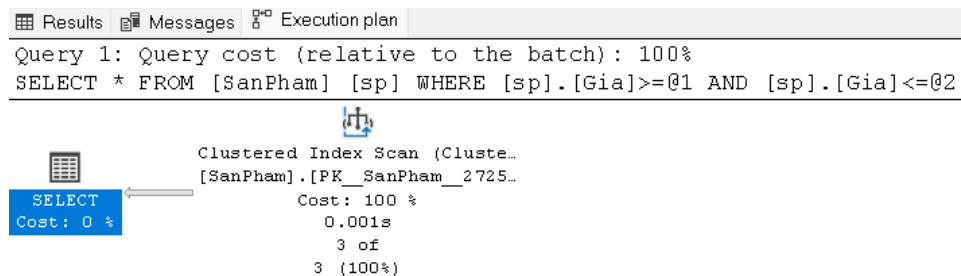 Results Messages Execution plan
Query 1: Query cost (relative to the batch): 100%
SELECT * FROM [SanPham] [sp] WHERE [sp].[Gia]>=@1 AND [sp].[Gia]<=@2
Clustered Index Scan (Cluste…
[SanPham].[PK__SanPham__2725…
Cost: 100 %
0.001s
3 of
3 (100%)
SELECT
Cost: 0 %